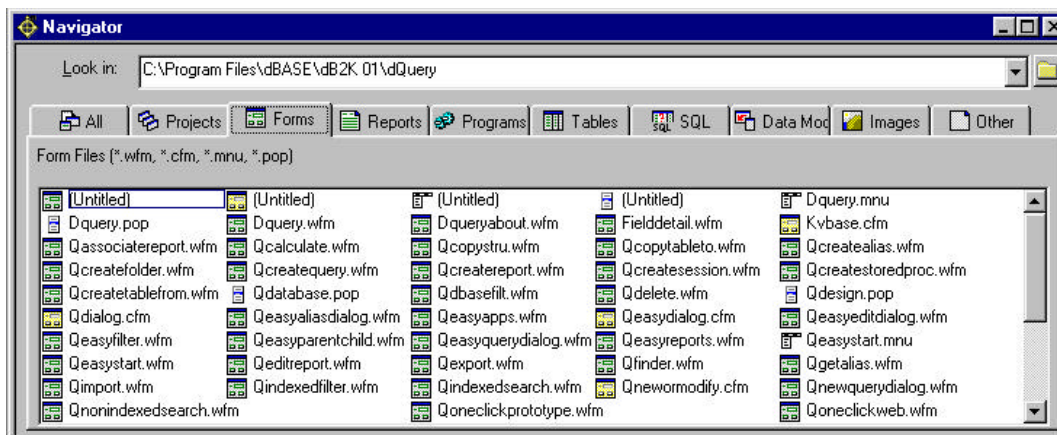 Navigator
Look in: C:\Program Files\dBASE\dB2K 01\dQuery
All Projects Forms Reports Programs Tables SQL Data Mod Images Other
Form Files (*.wfm, *.cfm, *.mnu, *.pop)
(Untitled) (Untitled) (Untitled) (Untitled) Dquery.mnu
Dquery.pop Dquery.wfm Dqueryabout.wfm Fielddetail.wfm Kvbase.cfm
Qassociatereport.wfm Qcalculate.wfm Qcopystru.wfm Qcopytableto.wfm Qcreatealias.wfm
Qcreatefolder.wfm Qcreatequery.wfm Qcreatereport.wfm Qcreatesession.wfm Qcreatestoredproc.wfm
Qcreatetablefrom.wfm Qdatabase.pop Qdbasefilt.wfm Qdelete.wfm Qdesign.pop
Qdialog.cfm Qeasyaliasdialog.wfm Qeasyapps.wfm Qeasydialog.cfm Qeasyeditdialog.wfm
Qeasyfilter.wfm Qeasyparentchild.wfm Qeasyquerydialog.wfm Qeasyreports.wfm Qeasystart.mnu
Qeasystart.wfm Qeditreport.wfm Qexport.wfm Qfinder.wfm Qgetalias.wfm
Qimport.wfm Qindexedfilter.wfm Qindexedsearch.wfm Qnewormodify.cfm Qnewquerydialog.wfm
Qnonindexedsearch.wfm Qoneclickprototype.wfm Qoneclickweb.wfm